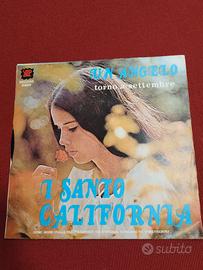 UN ANGELO
torno a settembre
I SANTO
CALIFORNIA
subito